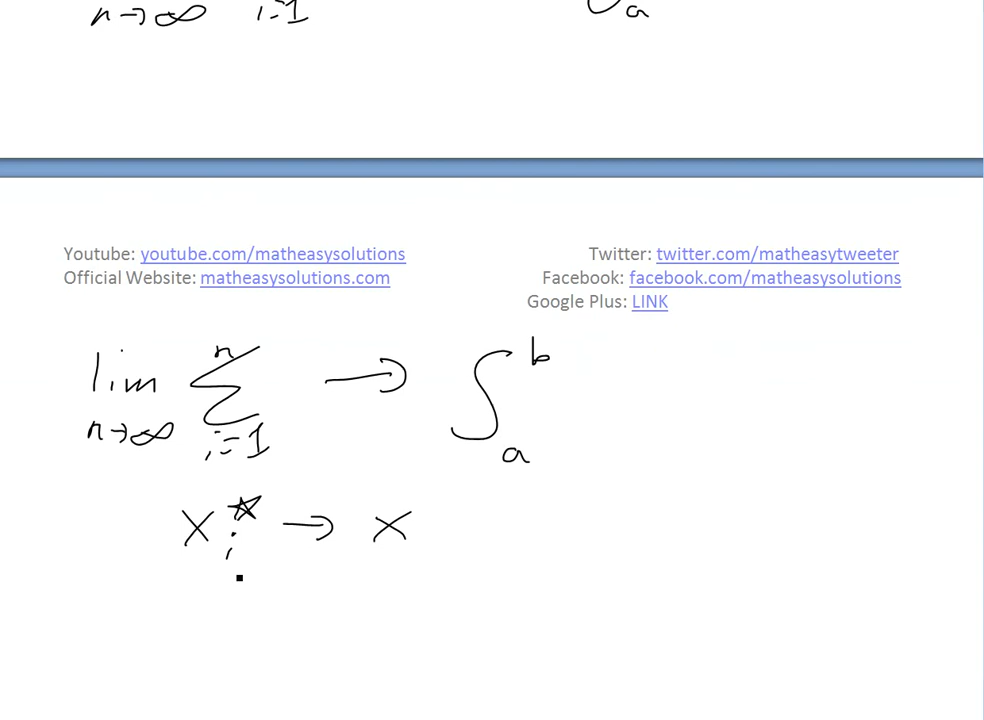 n→∞ i=1 a
Youtube: youtube.com/matheasysolutions
Official Website: matheasysolutions.com
Twitter: twitter.com/matheasytweeter
Facebook: facebook.com/matheasysolutions
Google Plus: LINK
lim n→∞ ∑ n i=1 → ∫ b a
x i * → x